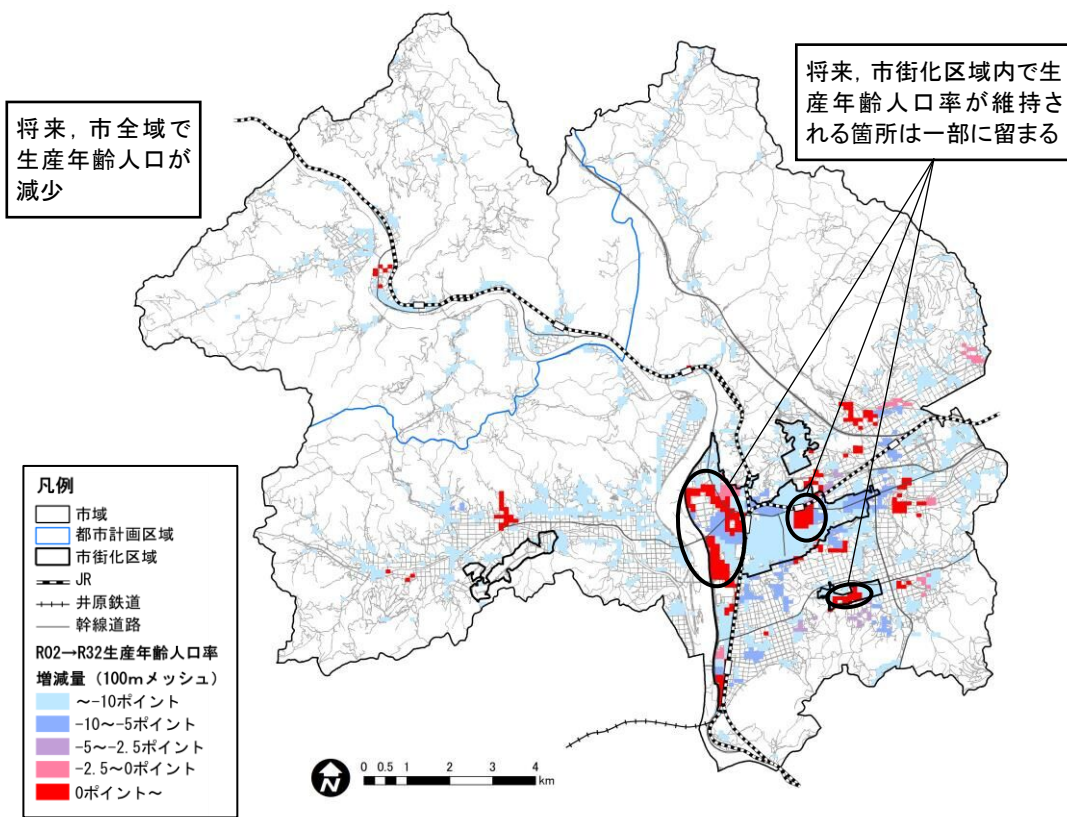 将来，市全域で
生産年齢人口が
減少
将来，市街化区域内で生
産年齢人口率が維持さ
れる箇所は一部に留まる
凡例
市域
都市計画区域
市街化区域
JR
井原鉄道
幹線道路
R02→R32生産年齢人口率
増減量（100mメッシュ）
～-10ポイント
-10～-5ポイント
-5～-2.5ポイント
-2.5～0ポイント
0ポイント～
N
0 0.5 1 2 3 4
km